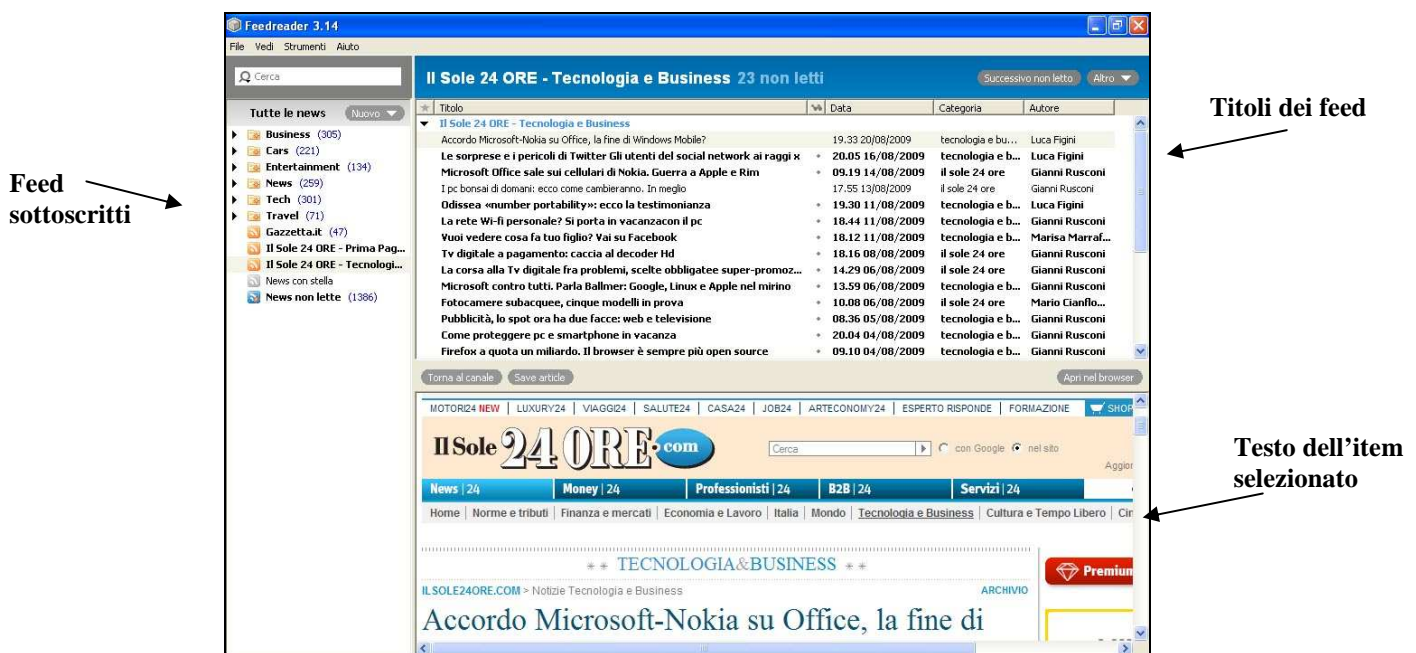 Feedreader 3.14
File Vedi Strumenti Aiuto
Cerca
Il Sole 24 ORE - Tecnologia e Business 23 non letti
Successivo non letto Altro
Tutte le news Nuovo
Business (305)
Cars (221)
Entertainment (134)
News (259)
Tech (301)
Travel (71)
Gazzetta.it (47)
Il Sole 24 ORE - Prima Pag...
Il Sole 24 ORE - Tecnologi...
News con stella
News non lette (1386)
Feed
sottoscritti
Titolo Data Categoria Autore
Il Sole 24 ORE - Tecnologia e Business
Accordo Microsoft-Nokia su Office, la fine di Windows Mobile? 19.33 20/08/2009 tecnologia e bu... Luca Figini
Le sorprese e i pericoli di Twitter Gli utenti del social network ai raggi x 20.05 16/08/2009 tecnologia e b... Luca Figini
Microsoft Office sale sui cellulari di Nokia. Guerra a Apple e Rim 09.19 14/08/2009 il sole 24 ore Gianni Rusconi
I pc bonsai di domani: ecco come cambieranno. In meglio 17.55 13/08/2009 il sole 24 ore Gianni Rusconi
Odissea «number portability»: ecco la testimonianza 19.30 11/08/2009 tecnologia e b... Luca Figini
La rete Wi-fi personale? Si porta in vacanzacon il pc 18.44 11/08/2009 tecnologia e b... Gianni Rusconi
Vuoi vedere cosa fa tuo figlio? Vai su Facebook 18.12 11/08/2009 tecnologia e b... Marisa Marraf...
Tv digitale a pagamento: caccia al decoder Hd 18.16 08/08/2009 il sole 24 ore Gianni Rusconi
La corsa alla Tv digitale fra problemi, scelte obbligatee super-promoz... 14.29 06/08/2009 il sole 24 ore Gianni Rusconi
Microsoft contro tutti. Parla Ballmer: Google, Linux e Apple nel mirino 13.59 06/08/2009 tecnologia e b... Gianni Rusconi
Fotocamere subacquee, cinque modelli in prova 10.08 06/08/2009 il sole 24 ore Mario Cianflo...
Pubblicità, lo spot ora ha due facce: web e televisione 08.36 05/08/2009 tecnologia e b... Gianni Rusconi
Come proteggere pc e smartphone in vacanza 20.04 04/08/2009 tecnologia e b... Gianni Rusconi
Firefox a quota un miliardo. Il browser è sempre più open source 09.10 04/08/2009 tecnologia e b... Gianni Rusconi
Titoli dei feed
Torna al canale Save article Apri nel browser
MOTORI24 NEW | LUXURY24 | VIAGGI24 | SALUTE24 | CASA24 | JOB24 | ARTECONOMY24 | ESPERTO RISPONDE | FORMAZIONE SHOP
Il Sole 24 ORE .com
Cerca con Google nel sito
Aggior
News | 24 Money | 24 Professionisti | 24 B2B | 24 Servizi | 24
Home | Norme e tributi | Finanza e mercati | Economia e Lavoro | Italia | Mondo | Tecnologia e Business | Cultura e Tempo Libero | Cin
TECNOLOGIA&BUSINESS
Premium
ILSOLE24ORE.COM > Notizie Tecnologia e Business ARCHIVIO
Accordo Microsoft-Nokia su Office, la fine di
Testo dell'item
selezionato